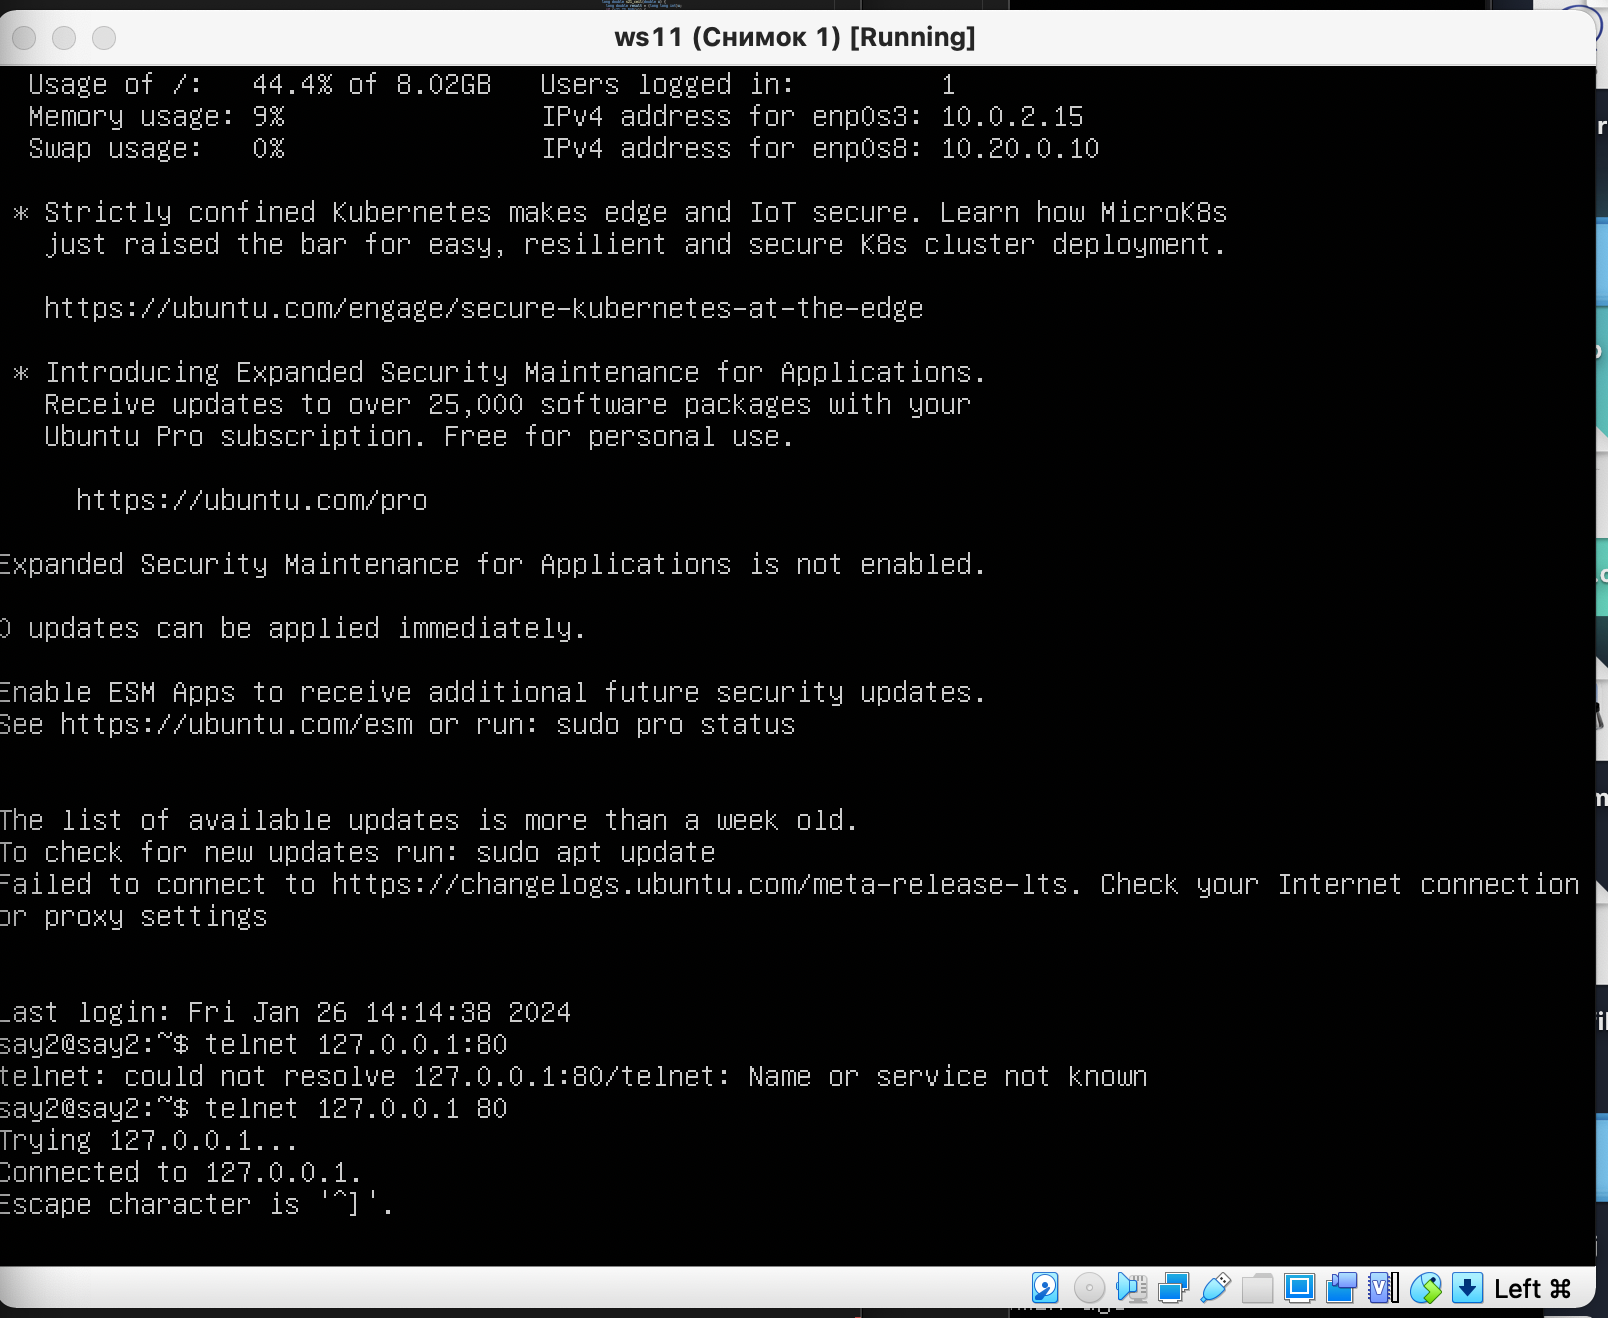 ws11 (Снимок 1) [Running]
Usage of /:   44.4% of 8.02GB   Users logged in:         1
Memory usage: 9%                IPv4 address for enp0s3: 10.0.2.15
Swap usage:   0%                IPv4 address for enp0s8: 10.20.0.10
* Strictly confined Kubernetes makes edge and IoT secure. Learn how MicroK8s
just raised the bar for easy, resilient and secure K8s cluster deployment.
https://ubuntu.com/engage/secure-kubernetes-at-the-edge
* Introducing Expanded Security Maintenance for Applications.
Receive updates to over 25,000 software packages with your
Ubuntu Pro subscription. Free for personal use.
https://ubuntu.com/pro
Expanded Security Maintenance for Applications is not enabled.
0 updates can be applied immediately.
Enable ESM Apps to receive additional future security updates.
See https://ubuntu.com/esm or run: sudo pro status
The list of available updates is more than a week old.
To check for new updates run: sudo apt update
Failed to connect to https://changelogs.ubuntu.com/meta-release-lts. Check your Internet connection
or proxy settings
Last login: Fri Jan 26 14:14:38 2024
say2@say2:~$ telnet 127.0.0.1:80
telnet: could not resolve 127.0.0.1:80/telnet: Name or service not known
say2@say2:~$ telnet 127.0.0.1 80
Trying 127.0.0.1...
Connected to 127.0.0.1.
Escape character is '^]'.
Left ⌘